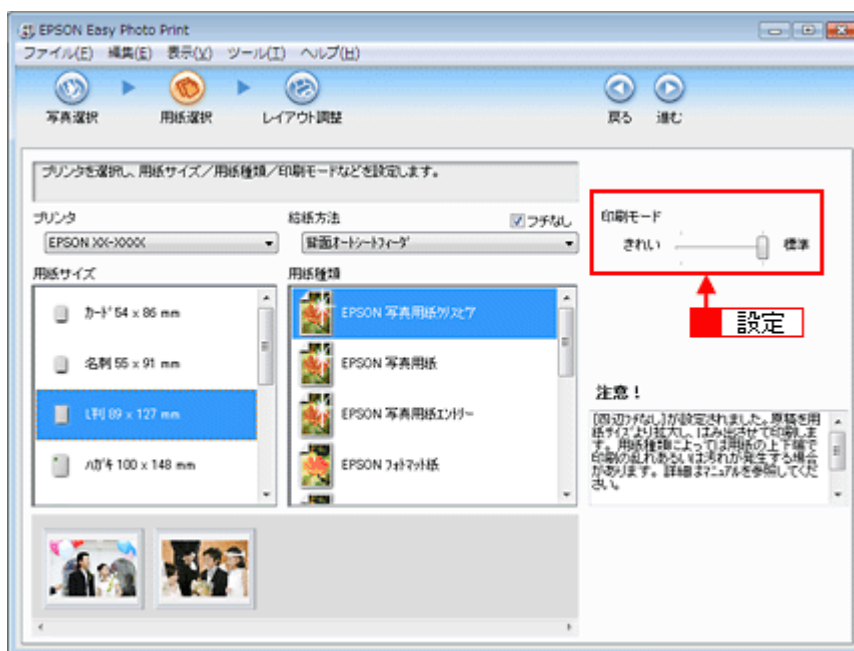 EPSON Easy Photo Print
ファイル(F) 編集(E) 表示(V) ツール(T) ヘルプ(H)
写真選択 用紙選択 レイアウト調整 戻る 進む
プリンタを選択し、用紙サイズ／用紙種類／印刷モードなどを設定します。
プリンタ
EPSON XX-XXXX
給紙方法
フチなし
背面オートシートフィーダ
印刷モード
きれい 標準
設定
用紙サイズ
カード 54 x 86 mm
名刺 55 x 91 mm
L判 89 x 127 mm
ハガキ 100 x 148 mm
用紙種類
EPSON 写真用紙クリスピア
EPSON 写真用紙
EPSON 写真用紙エントリー
EPSON フォトマット紙
注意！
[四辺フチなし]が設定されました。原稿を用
紙サイズより拡大し、はみ出させて印刷しま
す。用紙種類によっては用紙の上下端で
印刷の乱れあるいは汚れが発生する場合
があります。詳細はマニュアルを参照してくだ
さい。